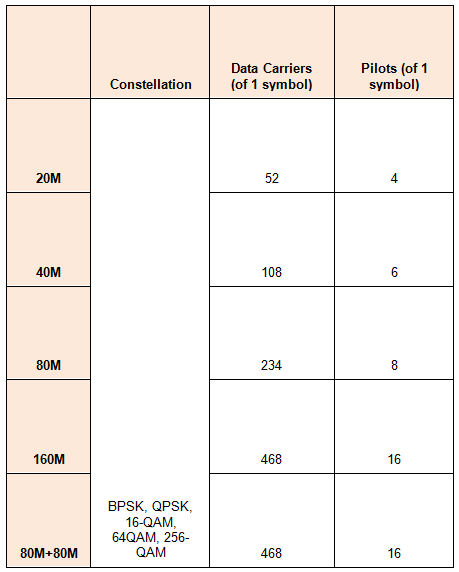 Constellation
Data Carriers
(of 1 symbol)
Pilots (of 1
symbol)
20M
52
4
40M
108
6
80M
234
8
160M
468
16
80M+80M
BPSK, QPSK,
16-QAM,
64QAM, 256-
QAM
468
16